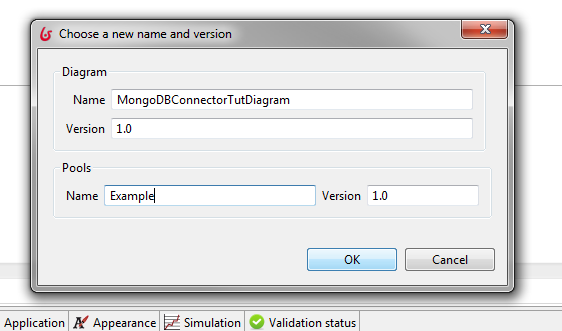 Choose a new name and version
Diagram
Name MongoDBConnectorTutDiagram
Version 1.0
Pools
Name Example Version 1.0
OK Cancel
Application Appearance Simulation Validation status